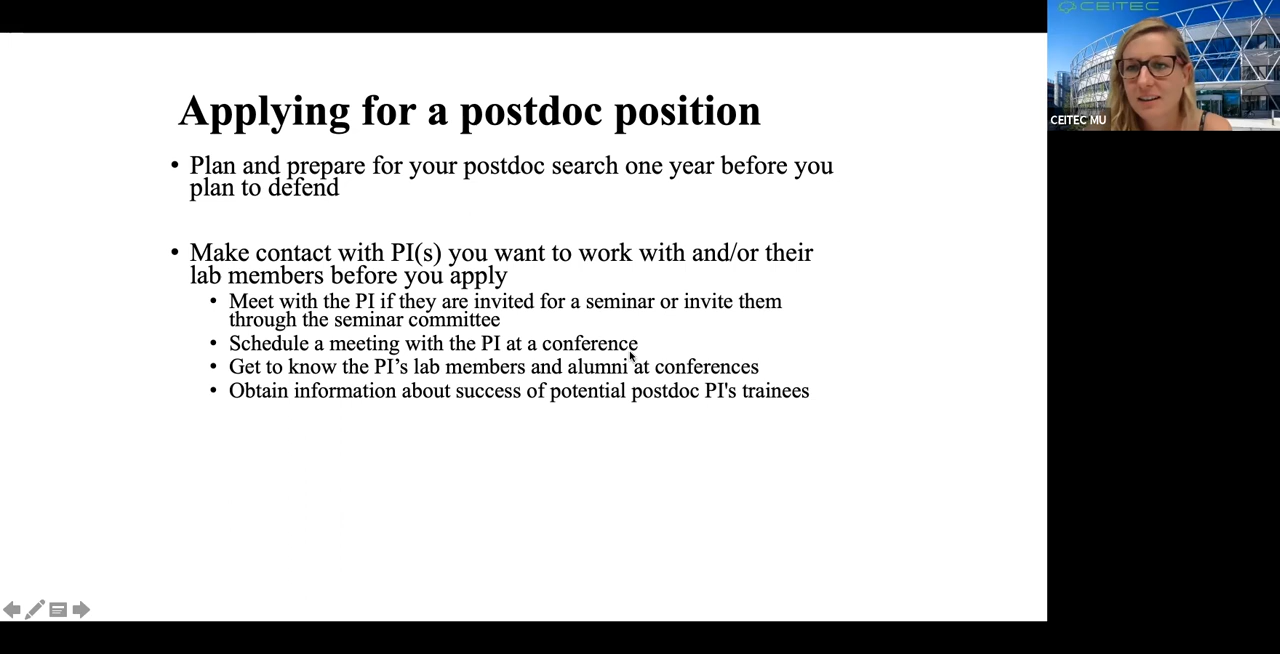 Applying for a postdoc position
• Plan and prepare for your postdoc search one year before you
plan to defend
• Make contact with PI(s) you want to work with and/or their
lab members before you apply
• Meet with the PI if they are invited for a seminar or invite them
through the seminar committee
• Schedule a meeting with the PI at a conference
• Get to know the PI’s lab members and alumni at conferences
• Obtain information about success of potential postdoc PI's trainees
CEITEC
CEITEC MU